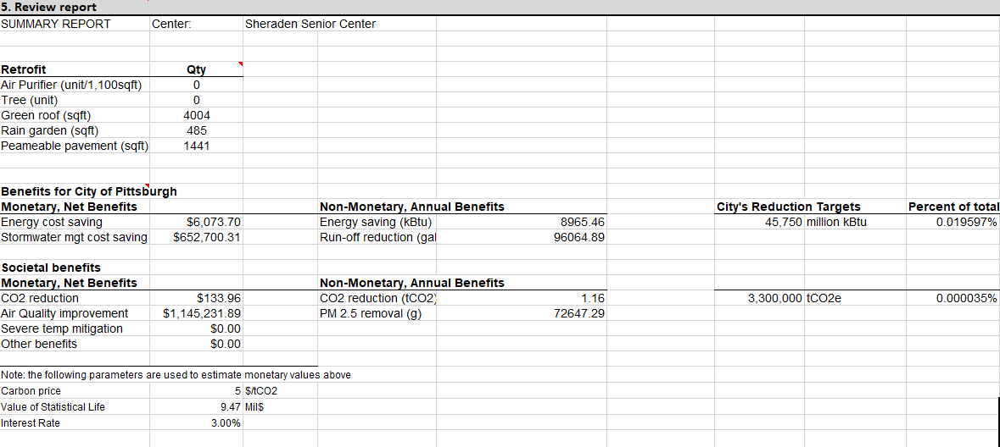 5. Review report
SUMMARY REPORT Center: Sheraden Senior Center
Retrofit Qty
Air Purifier (unit/1,100sqft) 0
Tree (unit) 0
Green roof (sqft) 4004
Rain garden (sqft) 485
Peameable pavement (sqft) 1441
Benefits for City of Pittsburgh
Monetary, Net Benefits Non-Monetary, Annual Benefits City's Reduction Targets Percent of total
Energy cost saving $6,073.70 Energy saving (kBtu) 8965.46 45,750 million kBtu 0.019597%
Stormwater mgt cost saving $652,700.31 Run-off reduction (gal 96064.89
Societal benefits
Monetary, Net Benefits Non-Monetary, Annual Benefits
CO2 reduction $133.96 CO2 reduction (tCO2) 1.16 3,300,000 tCO2e 0.000035%
Air Quality improvement $1,145,231.89 PM 2.5 removal (g) 72647.29
Severe temp mitigation $0.00
Other benefits $0.00
Note: the following parameters are used to estimate monetary values above
Carbon price 5 $/tCO2
Value of Statistical Life 9.47 Mil$
Interest Rate 3.00%